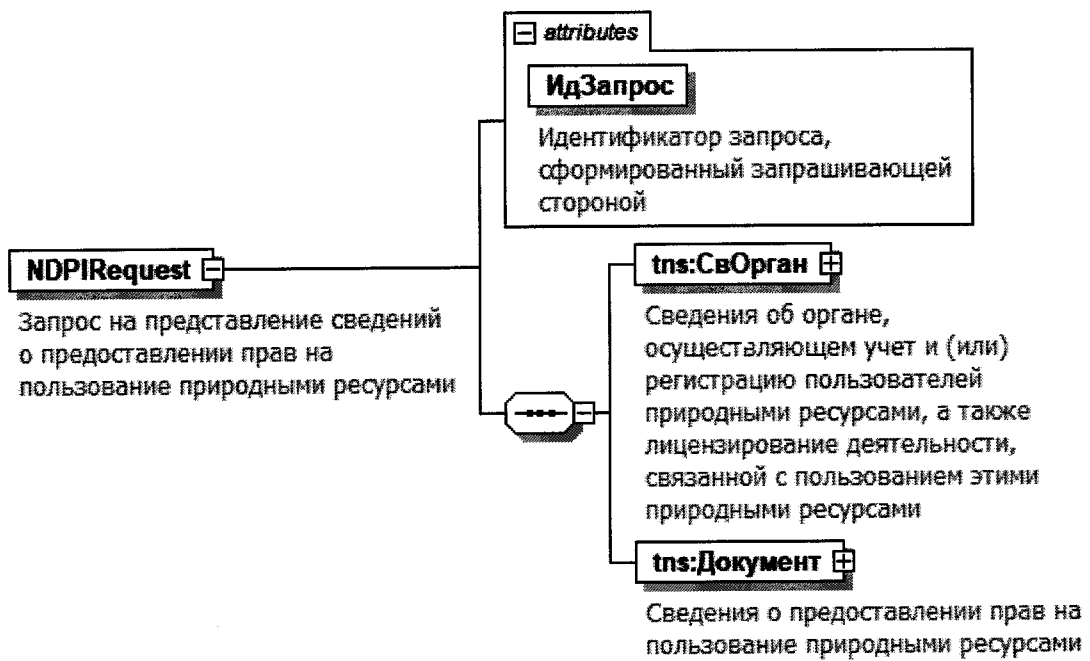 attributes
ИдЗапрос
Идентификатор запроса,
сформированный запрашивающей
стороной
NDPIRequest
Запрос на представление сведений
о предоставлении прав на
пользование природными ресурсами
tns:СвОрган
Сведения об органе,
осуществляющем учет и (или)
регистрацию пользователей
природными ресурсами, а также
лицензирование деятельности,
связанной с пользованием этими
природными ресурсами
tns:Документ
Сведения о предоставлении прав на
пользование природными ресурсами